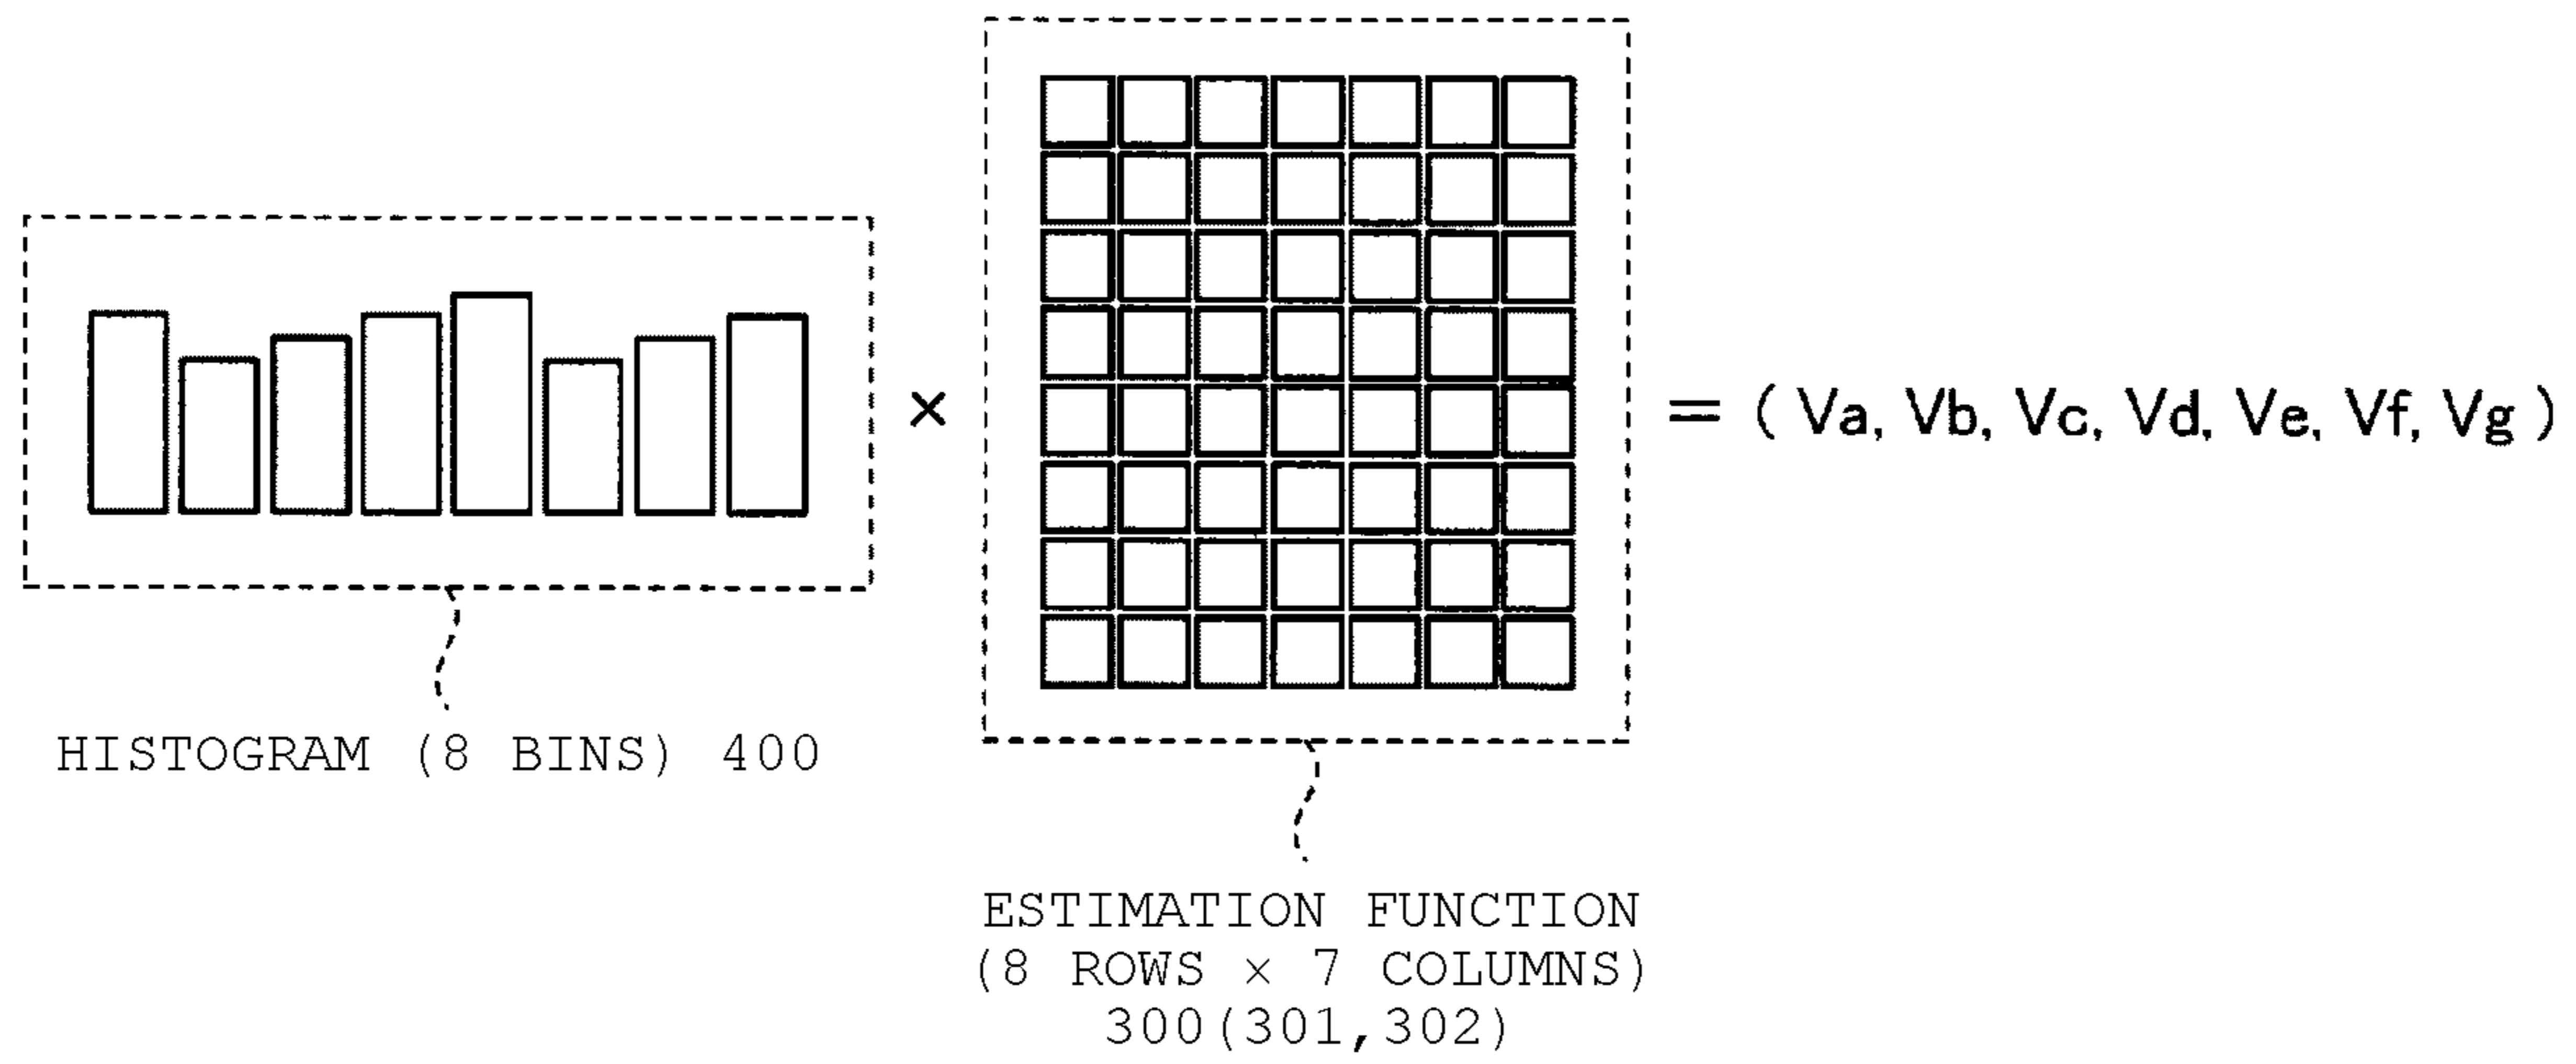 × = ( Va, Vb, Vc, Vd, Ve, Vf, Vg )
HISTOGRAM (8 BINS) 400
ESTIMATION FUNCTION
(8 ROWS × 7 COLUMNS)
300(301,302)